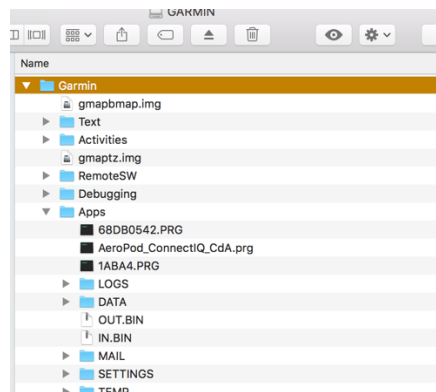 GARMIN
Name
Garmin
gmapbmap.img
Text
Activities
gmaptz.img
RemoteSW
Debugging
Apps
68DB0542.PRG
AeroPod_ConnectIQ_CdA.prg
1ABA4.PRG
LOGS
DATA
OUT.BIN
IN.BIN
MAIL
SETTINGS
TEMP